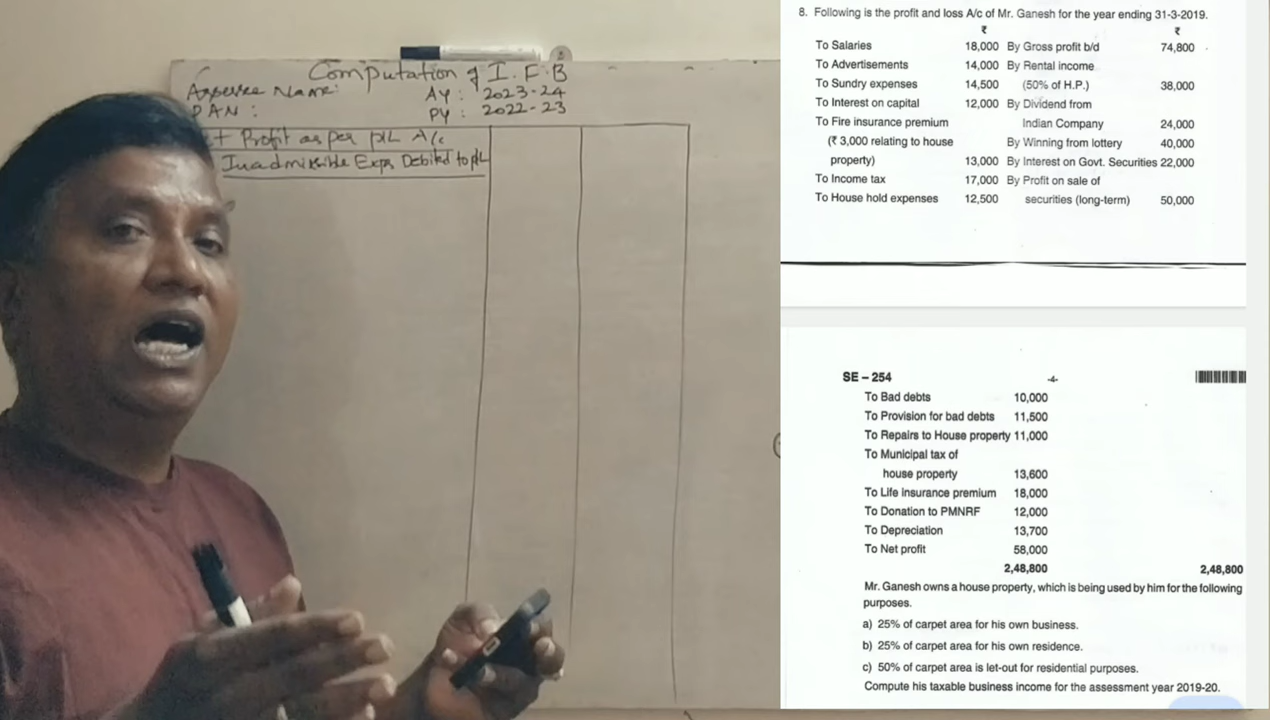 Computation of I.F.B
Assessee Name:
AY: 2023-24
PAN:
PY: 2022-23
t Profit as per P/L A/c
Inadmissible Exps Debited to P/L
8. Following is the profit and loss A/c of Mr. Ganesh for the year ending 31-3-2019.
₹ ₹
To Salaries 18,000 By Gross profit b/d 74,800
To Advertisements 14,000 By Rental income
To Sundry expenses 14,500 (50% of H.P.) 38,000
To Interest on capital 12,000 By Dividend from
To Fire insurance premium Indian Company 24,000
(₹ 3,000 relating to house By Winning from lottery 40,000
property) 13,000 By Interest on Govt. Securities 22,000
To Income tax 17,000 By Profit on sale of
To House hold expenses 12,500 securities (long-term) 50,000
SE – 254 -4-
To Bad debts 10,000
To Provision for bad debts 11,500
To Repairs to House property 11,000
To Municipal tax of
house property 13,600
To Life insurance premium 18,000
To Donation to PMNRF 12,000
To Depreciation 13,700
To Net profit 58,000
2,48,800 2,48,800
Mr. Ganesh owns a house property, which is being used by him for the following
purposes.
a) 25% of carpet area for his own business.
b) 25% of carpet area for his own residence.
c) 50% of carpet area is let-out for residential purposes.
Compute his taxable business income for the assessment year 2019-20.